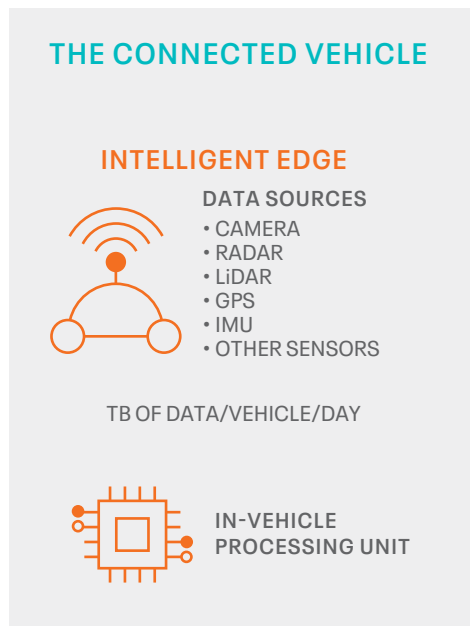 THE CONNECTED VEHICLE
INTELLIGENT EDGE
DATA SOURCES
• CAMERA
• RADAR
• LiDAR
• GPS
• IMU
• OTHER SENSORS
TB OF DATA/VEHICLE/DAY
IN-VEHICLE
PROCESSING UNIT